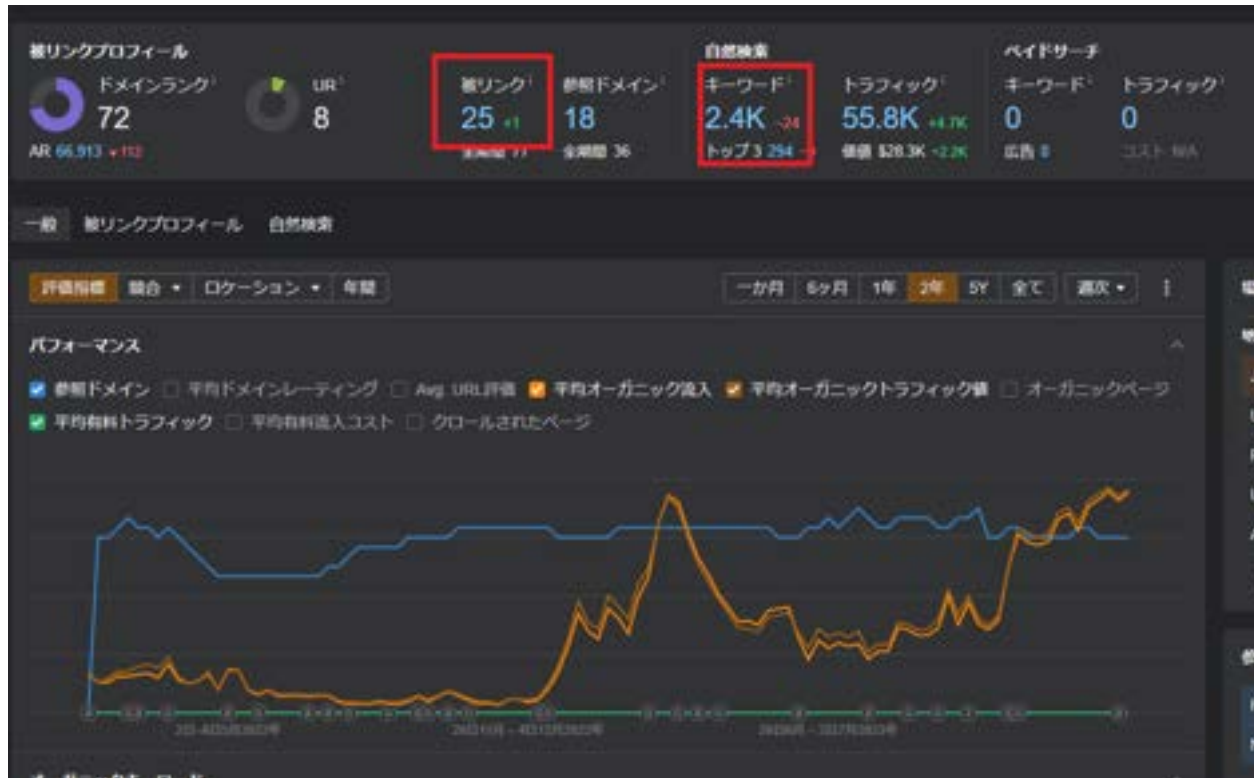 被リンクプロフィール
ドメインランク
72
AR 66,913 ▼112
UR
8
被リンク
25 +1
全期間 71
参照ドメイン
18
全期間 36
自然検索
キーワード
2.4K -24
トップ3 294
トラフィック
55.8K +4.7K
価値 $28.3K +2.2K
ペイドサーチ
キーワード
0
広告 0
トラフィック
0
コスト N/A
一般 被リンクプロフィール 自然検索
評価指標 競合 ロケーション 年間
一か月 6ヶ月 1年 2年 5Y 全て 週次
パフォーマンス
参照ドメイン 平均ドメインレーティング Avg. URL評価 平均オーガニック流入 平均オーガニックトラフィック値 オーガニックページ
平均有料トラフィック 平均有料流入コスト クロールされたページ